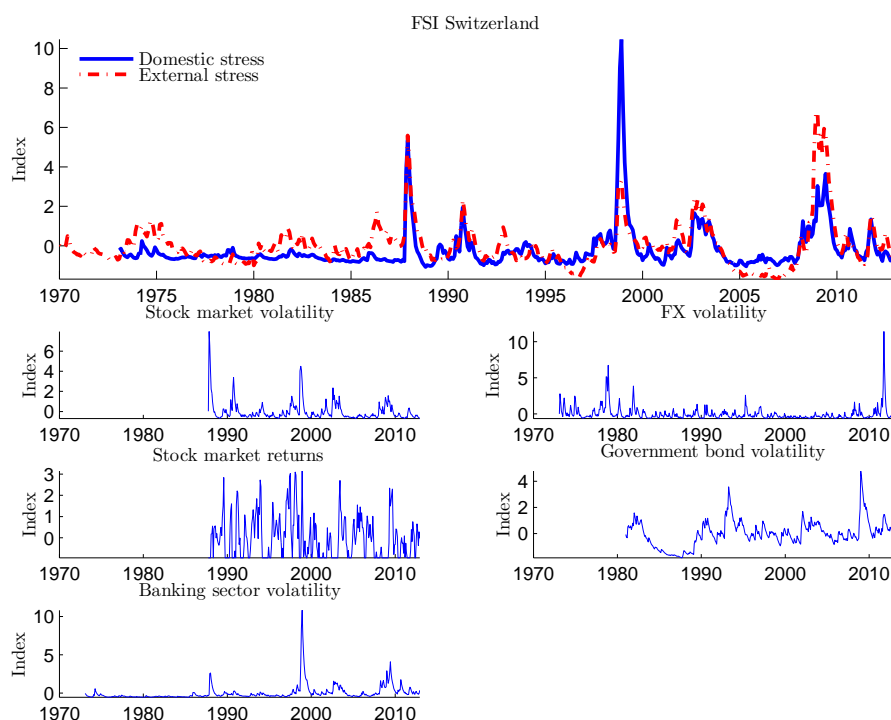 FSI Switzerland
10
8
6
4
2
0
Index
Domestic stress
External stress
1970 1975 1980 1985 1990 1995 2000 2005 2010
Stock market volatility
6
4
2
0
Index
1970 1980 1990 2000 2010
FX volatility
10
5
0
Index
1970 1980 1990 2000 2010
Stock market returns
3
2
1
0
Index
1970 1980 1990 2000 2010
Government bond volatility
4
2
0
Index
1970 1980 1990 2000 2010
Banking sector volatility
10
5
0
Index
1970 1980 1990 2000 2010